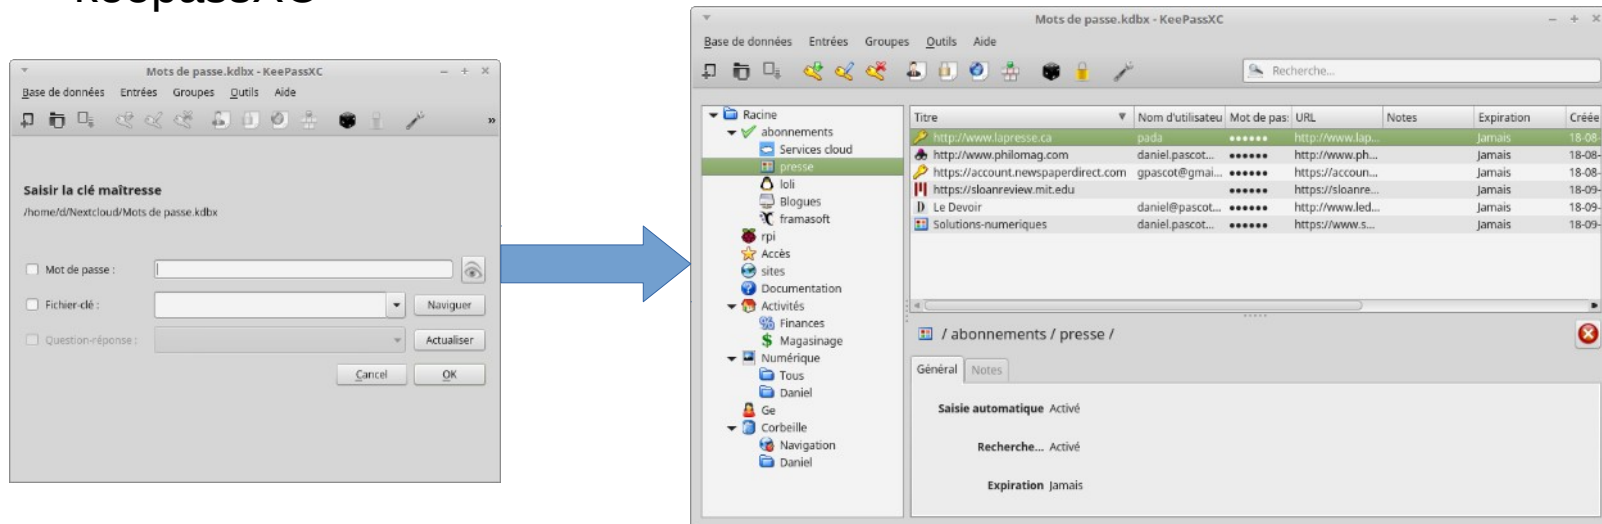 keepassXC
Mots de passe.kdbx - KeePassXC
Base de données Entrées Groupes Outils Aide
»
Saisir la clé maîtresse
/home/d/Nextcloud/Mots de passe.kdbx
Mot de passe :
Fichier-clé : Naviguer
Question-réponse : Actualiser
Cancel OK
Mots de passe.kdbx - KeePassXC
Base de données Entrées Groupes Outils Aide
Recherche...
Racine
abonnements
Services cloud
presse
loli
Blogues
framasoft
rpi
Accès
sites
Documentation
Activités
Finances
Magasinage
Numérique
Tous
Daniel
Ge
Corbeille
Navigation
Daniel
Titre Nom d'utilisateu Mot de pas: URL Notes Expiration Créée
http://www.lapresse.ca pada •••••• http://www.lap... Jamais 18-08-
http://www.philomag.com daniel.pascot... •••••• http://www.ph... Jamais 18-08-
https://account.newspaperdirect.com gpascot@gmai... •••••• https://accoun... Jamais 18-08-
https://sloanreview.mit.edu •••••• https://sloanre... Jamais 18-09-
Le Devoir daniel@pascot... •••••• http://www.led... Jamais 18-09-
Solutions-numeriques daniel.pascot... •••••• https://www.s... Jamais 18-09-
/ abonnements / presse /
Général Notes
Saisie automatique Activé
Recherche... Activé
Expiration Jamais